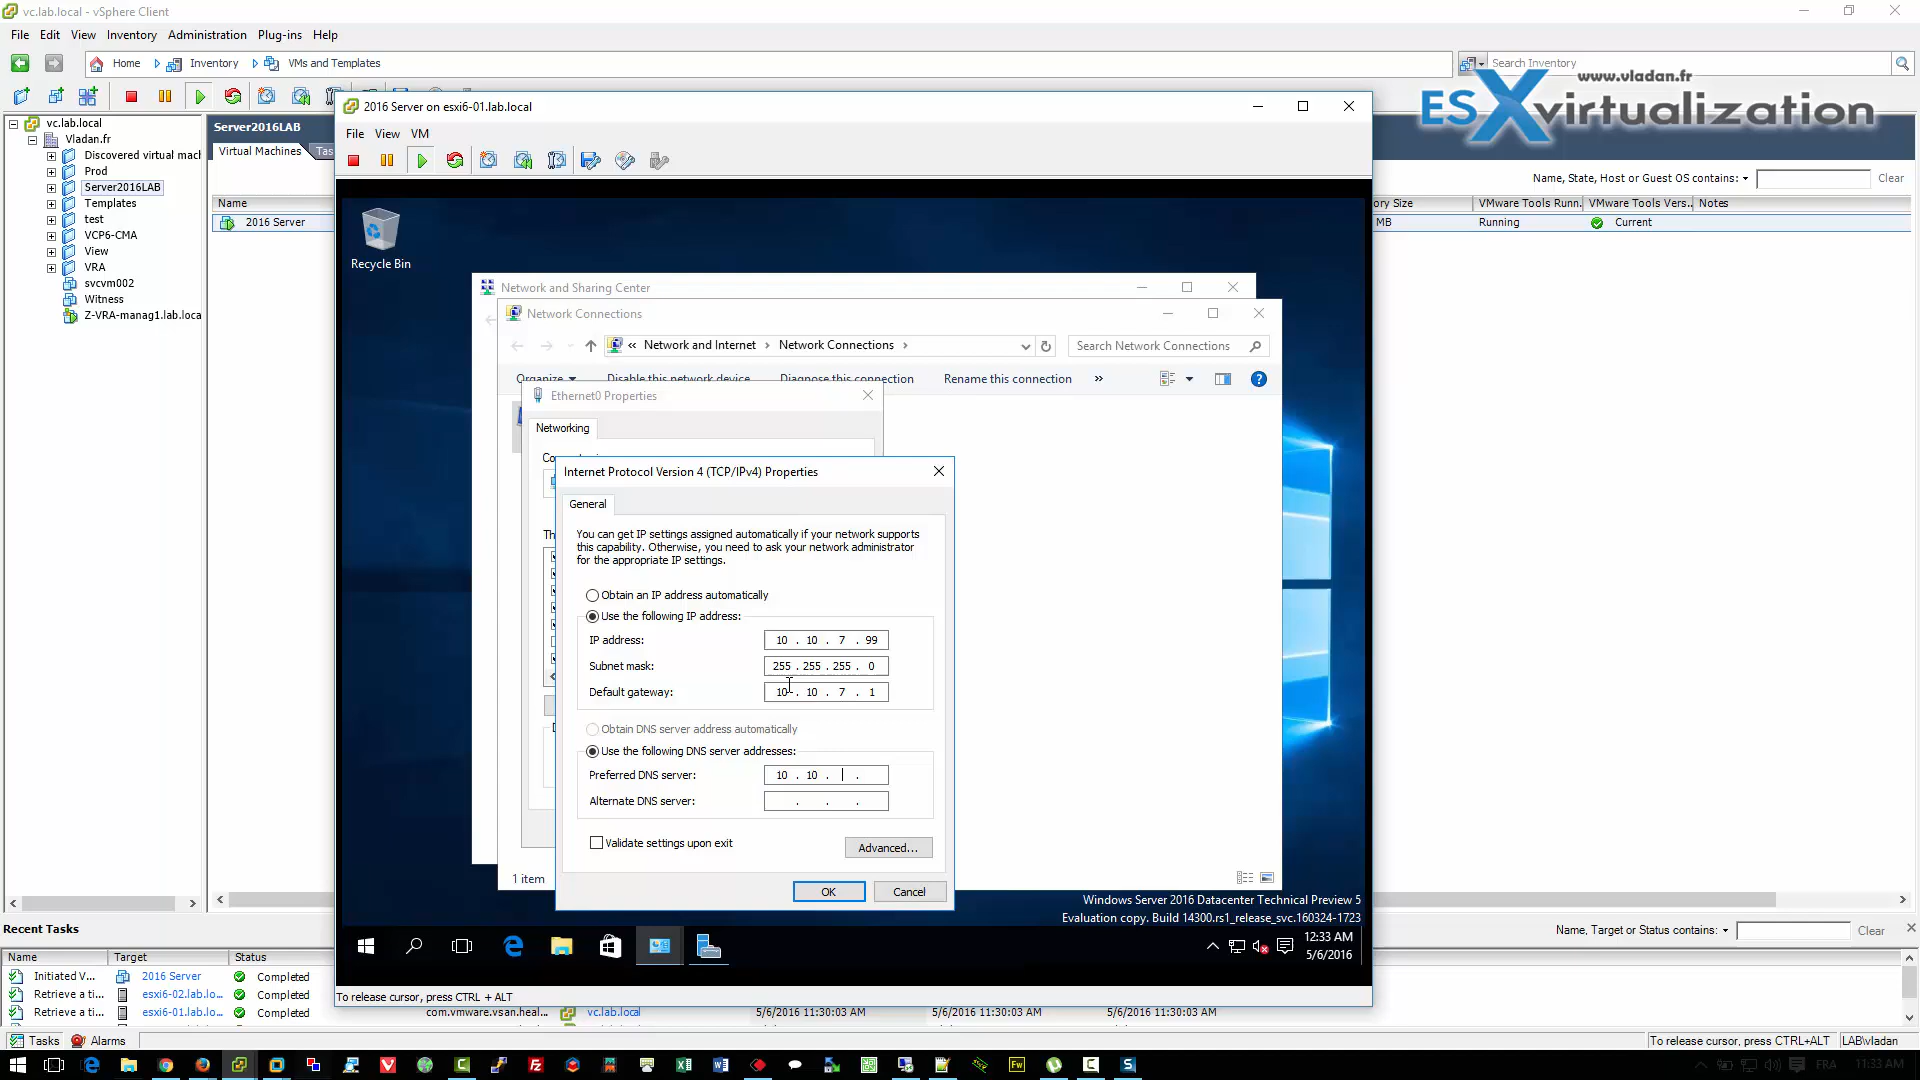 vc.lab.local - vSphere Client
File Edit View Inventory Administration Plug-ins Help
Home Inventory VMs and Templates Search Inventory
www.vladan.fr
ESXvirtualization
vc.lab.local
Vladan.fr
Discovered virtual mach
Prod
Server2016LAB
Templates
test
VCP6-CMA
View
VRA
svcvm002
Witness
Z-VRA-manag1.lab.loca
Server2016LAB
Virtual Machines Tas
Name, State, Host or Guest OS contains: Clear
Name ory Size VMware Tools Runn. VMware Tools Vers.. Notes
2016 Server MB Running Current
2016 Server on esxi6-01.lab.local
File View VM
Recycle Bin
Network and Sharing Center
Network Connections
« Network and Internet Network Connections Search Network Connections
Organize Disable this network device Diagnose this connection Rename this connection »
Ethernet0 Properties
Networking
Co
Th
Internet Protocol Version 4 (TCP/IPv4) Properties
General
You can get IP settings assigned automatically if your network supports
this capability. Otherwise, you need to ask your network administrator
for the appropriate IP settings.
Obtain an IP address automatically
Use the following IP address:
IP address: 10 . 10 . 7 . 99
Subnet mask: 255 . 255 . 255 . 0
Default gateway: 10 . 10 . 7 . 1
Obtain DNS server address automatically
Use the following DNS server addresses:
Preferred DNS server: 10 . 10 . .
Alternate DNS server: . . .
Validate settings upon exit Advanced...
OK Cancel
1 item
Windows Server 2016 Datacenter Technical Preview 5
Evaluation copy. Build 14300.rs1_release_svc.160324-1723
12:33 AM
5/6/2016
To release cursor, press CTRL + ALT
Recent Tasks
Name, Target or Status contains: Clear
Name Target Status
Initiated V... 2016 Server Completed
Retrieve a ti... esxi6-02.lab.lo... Completed
Retrieve a ti... esxi6-01.lab.lo... Completed com.vmware.vsan.heal... vc.lab.local 5/6/2016 11:30:03 AM 5/6/2016 11:30:03 AM 5/6/2016 11:30:03 AM
Tasks Alarms To release cursor, press CTRL+ALT LAB\vladan
FRA 11:33 AM